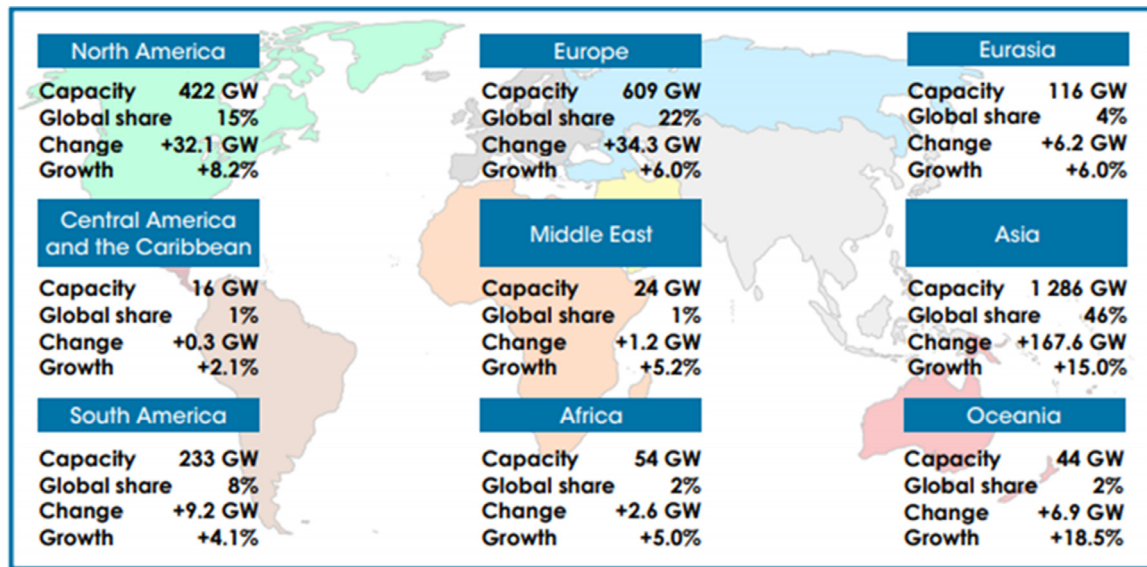 North America
Capacity 422 GW
Global share 15%
Change +32.1 GW
Growth +8.2%
Europe
Capacity 609 GW
Global share 22%
Change +34.3 GW
Growth +6.0%
Eurasia
Capacity 116 GW
Global share 4%
Change +6.2 GW
Growth +6.0%
Central America
and the Caribbean
Capacity 16 GW
Global share 1%
Change +0.3 GW
Growth +2.1%
Middle East
Capacity 24 GW
Global share 1%
Change +1.2 GW
Growth +5.2%
Asia
Capacity 1 286 GW
Global share 46%
Change +167.6 GW
Growth +15.0%
South America
Capacity 233 GW
Global share 8%
Change +9.2 GW
Growth +4.1%
Africa
Capacity 54 GW
Global share 2%
Change +2.6 GW
Growth +5.0%
Oceania
Capacity 44 GW
Global share 2%
Change +6.9 GW
Growth +18.5%